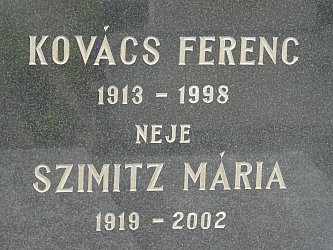 KOVÁCS FERENC
1913 - 1998
NEJE
SZIMITZ MÁRIA
1919 - 2002